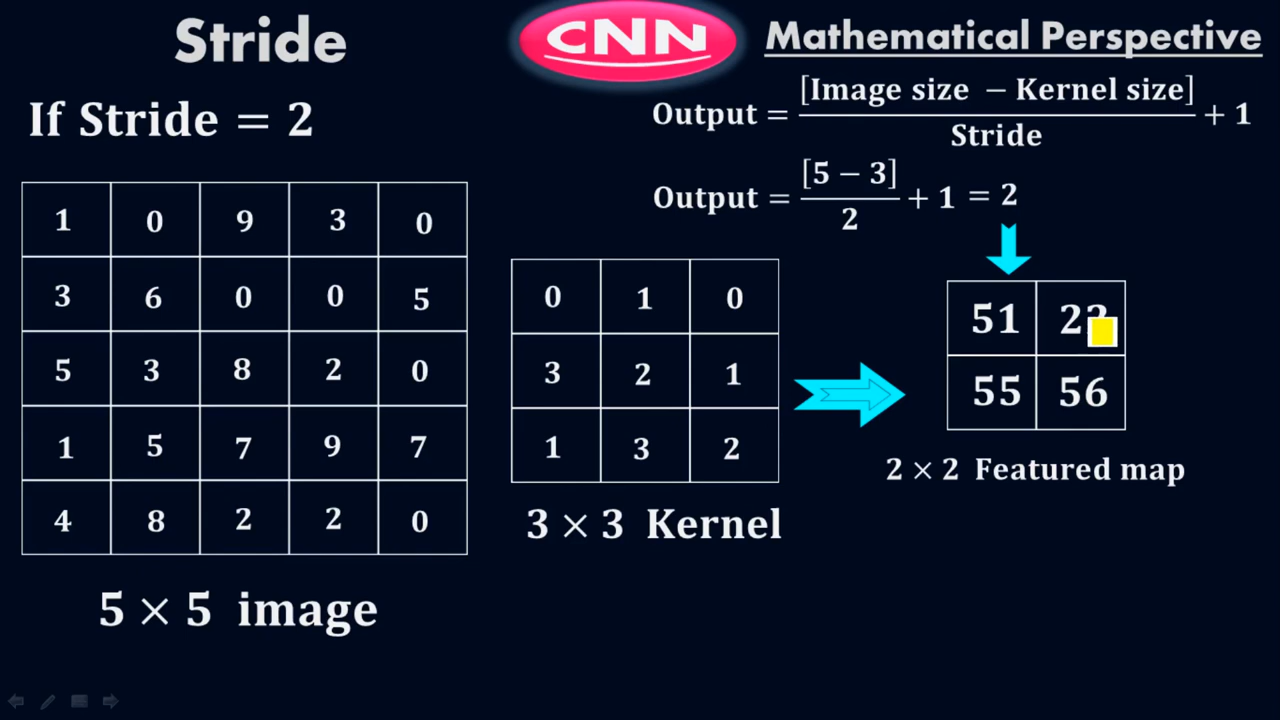 Stride
CNN
Mathematical Perspective
If Stride = 2
Output = [Image size − Kernel size] / Stride + 1
Output = [5 − 3] / 2 + 1 = 2
1 0 9 3 0
3 6 0 0 5
5 3 8 2 0
1 5 7 9 7
4 8 2 2 0
5 × 5 image
0 1 0
3 2 1
1 3 2
3 × 3 Kernel
51
55 56
2 × 2 Featured map